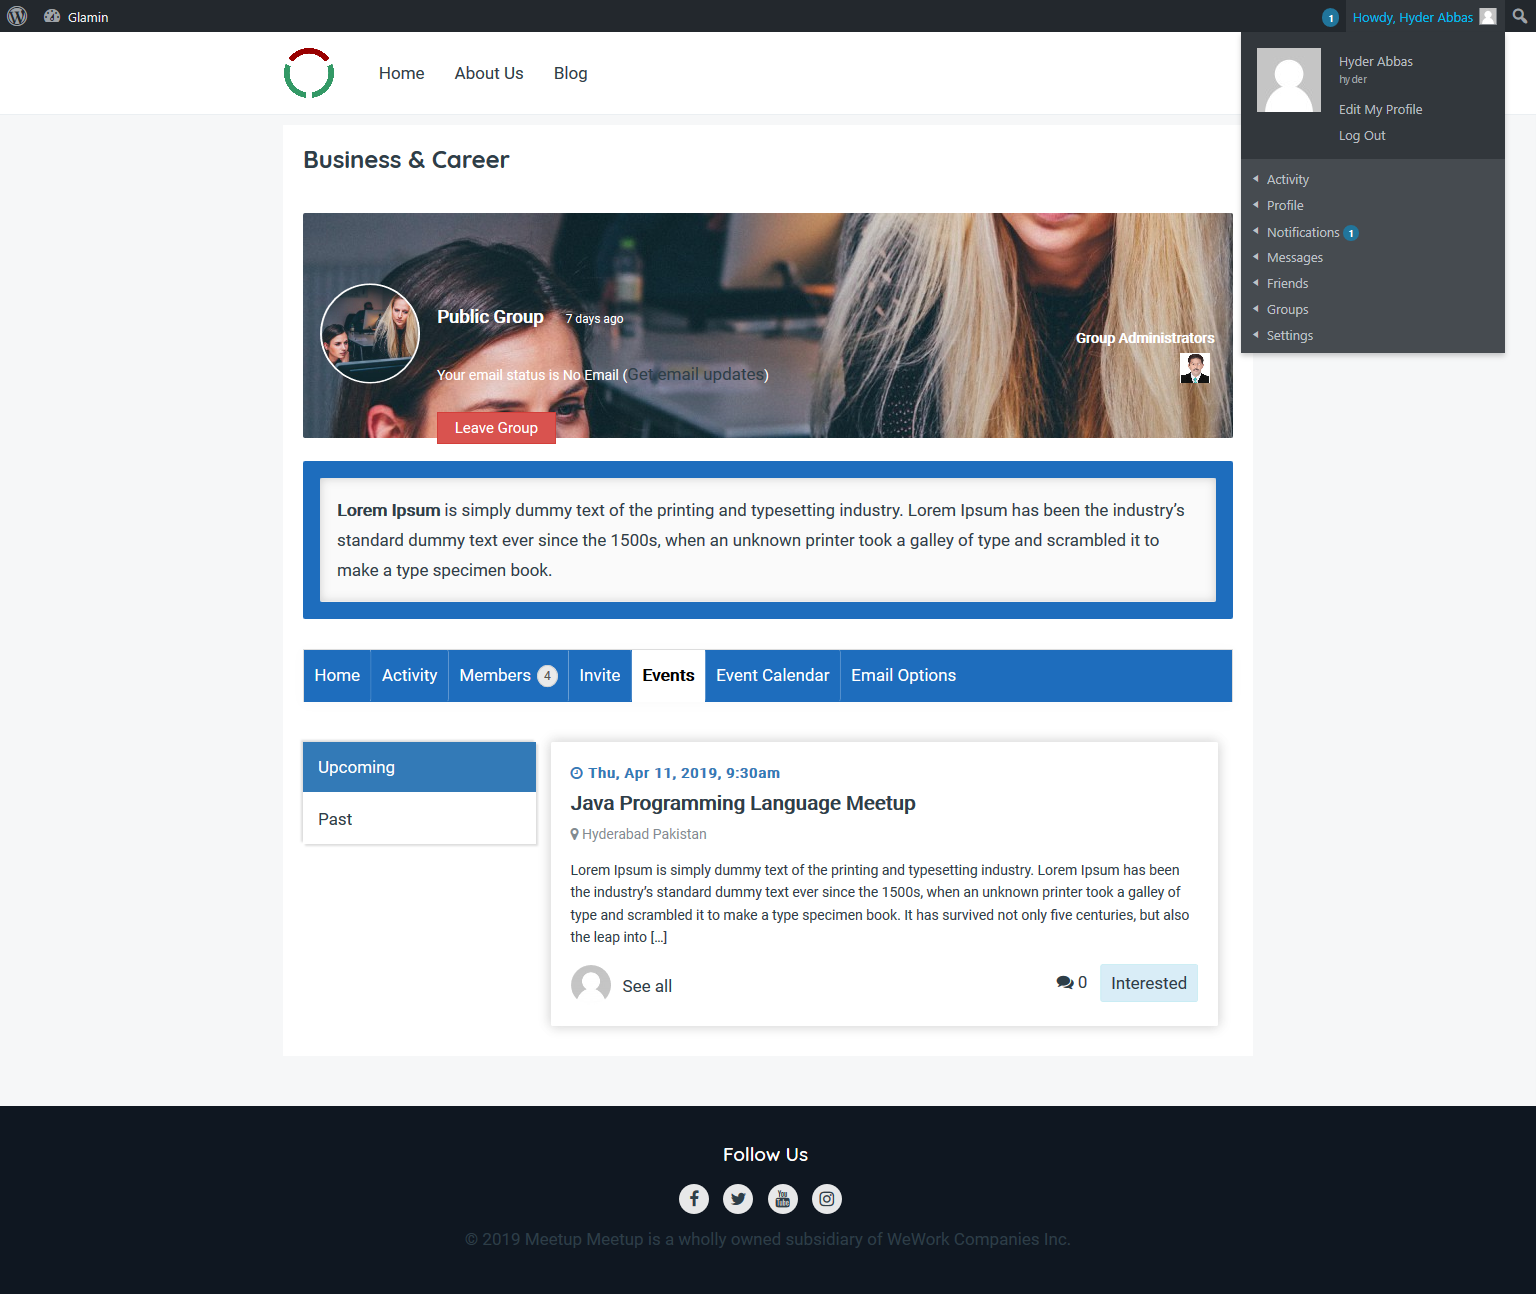 Glamin
1
Howdy, Hyder Abbas
Hyder Abbas
hyder
Edit My Profile
Log Out
Activity
Profile
Notifications 1
Messages
Friends
Groups
Settings
Home
About Us
Blog
Business & Career
Public Group
7 days ago
Group Administrators
Your email status is No Email (Get email updates)
Leave Group
Lorem Ipsum is simply dummy text of the printing and typesetting industry. Lorem Ipsum has been the industry’s
standard dummy text ever since the 1500s, when an unknown printer took a galley of type and scrambled it to
make a type specimen book.
Home
Activity
Members 4
Invite
Events
Event Calendar
Email Options
Upcoming
Past
Thu, Apr 11, 2019, 9:30am
Java Programming Language Meetup
Hyderabad Pakistan
Lorem Ipsum is simply dummy text of the printing and typesetting industry. Lorem Ipsum has been
the industry’s standard dummy text ever since the 1500s, when an unknown printer took a galley of
type and scrambled it to make a type specimen book. It has survived not only five centuries, but also
the leap into […]
See all
0
Interested
Follow Us
You
Tube
© 2019 Meetup Meetup is a wholly owned subsidiary of WeWork Companies Inc.